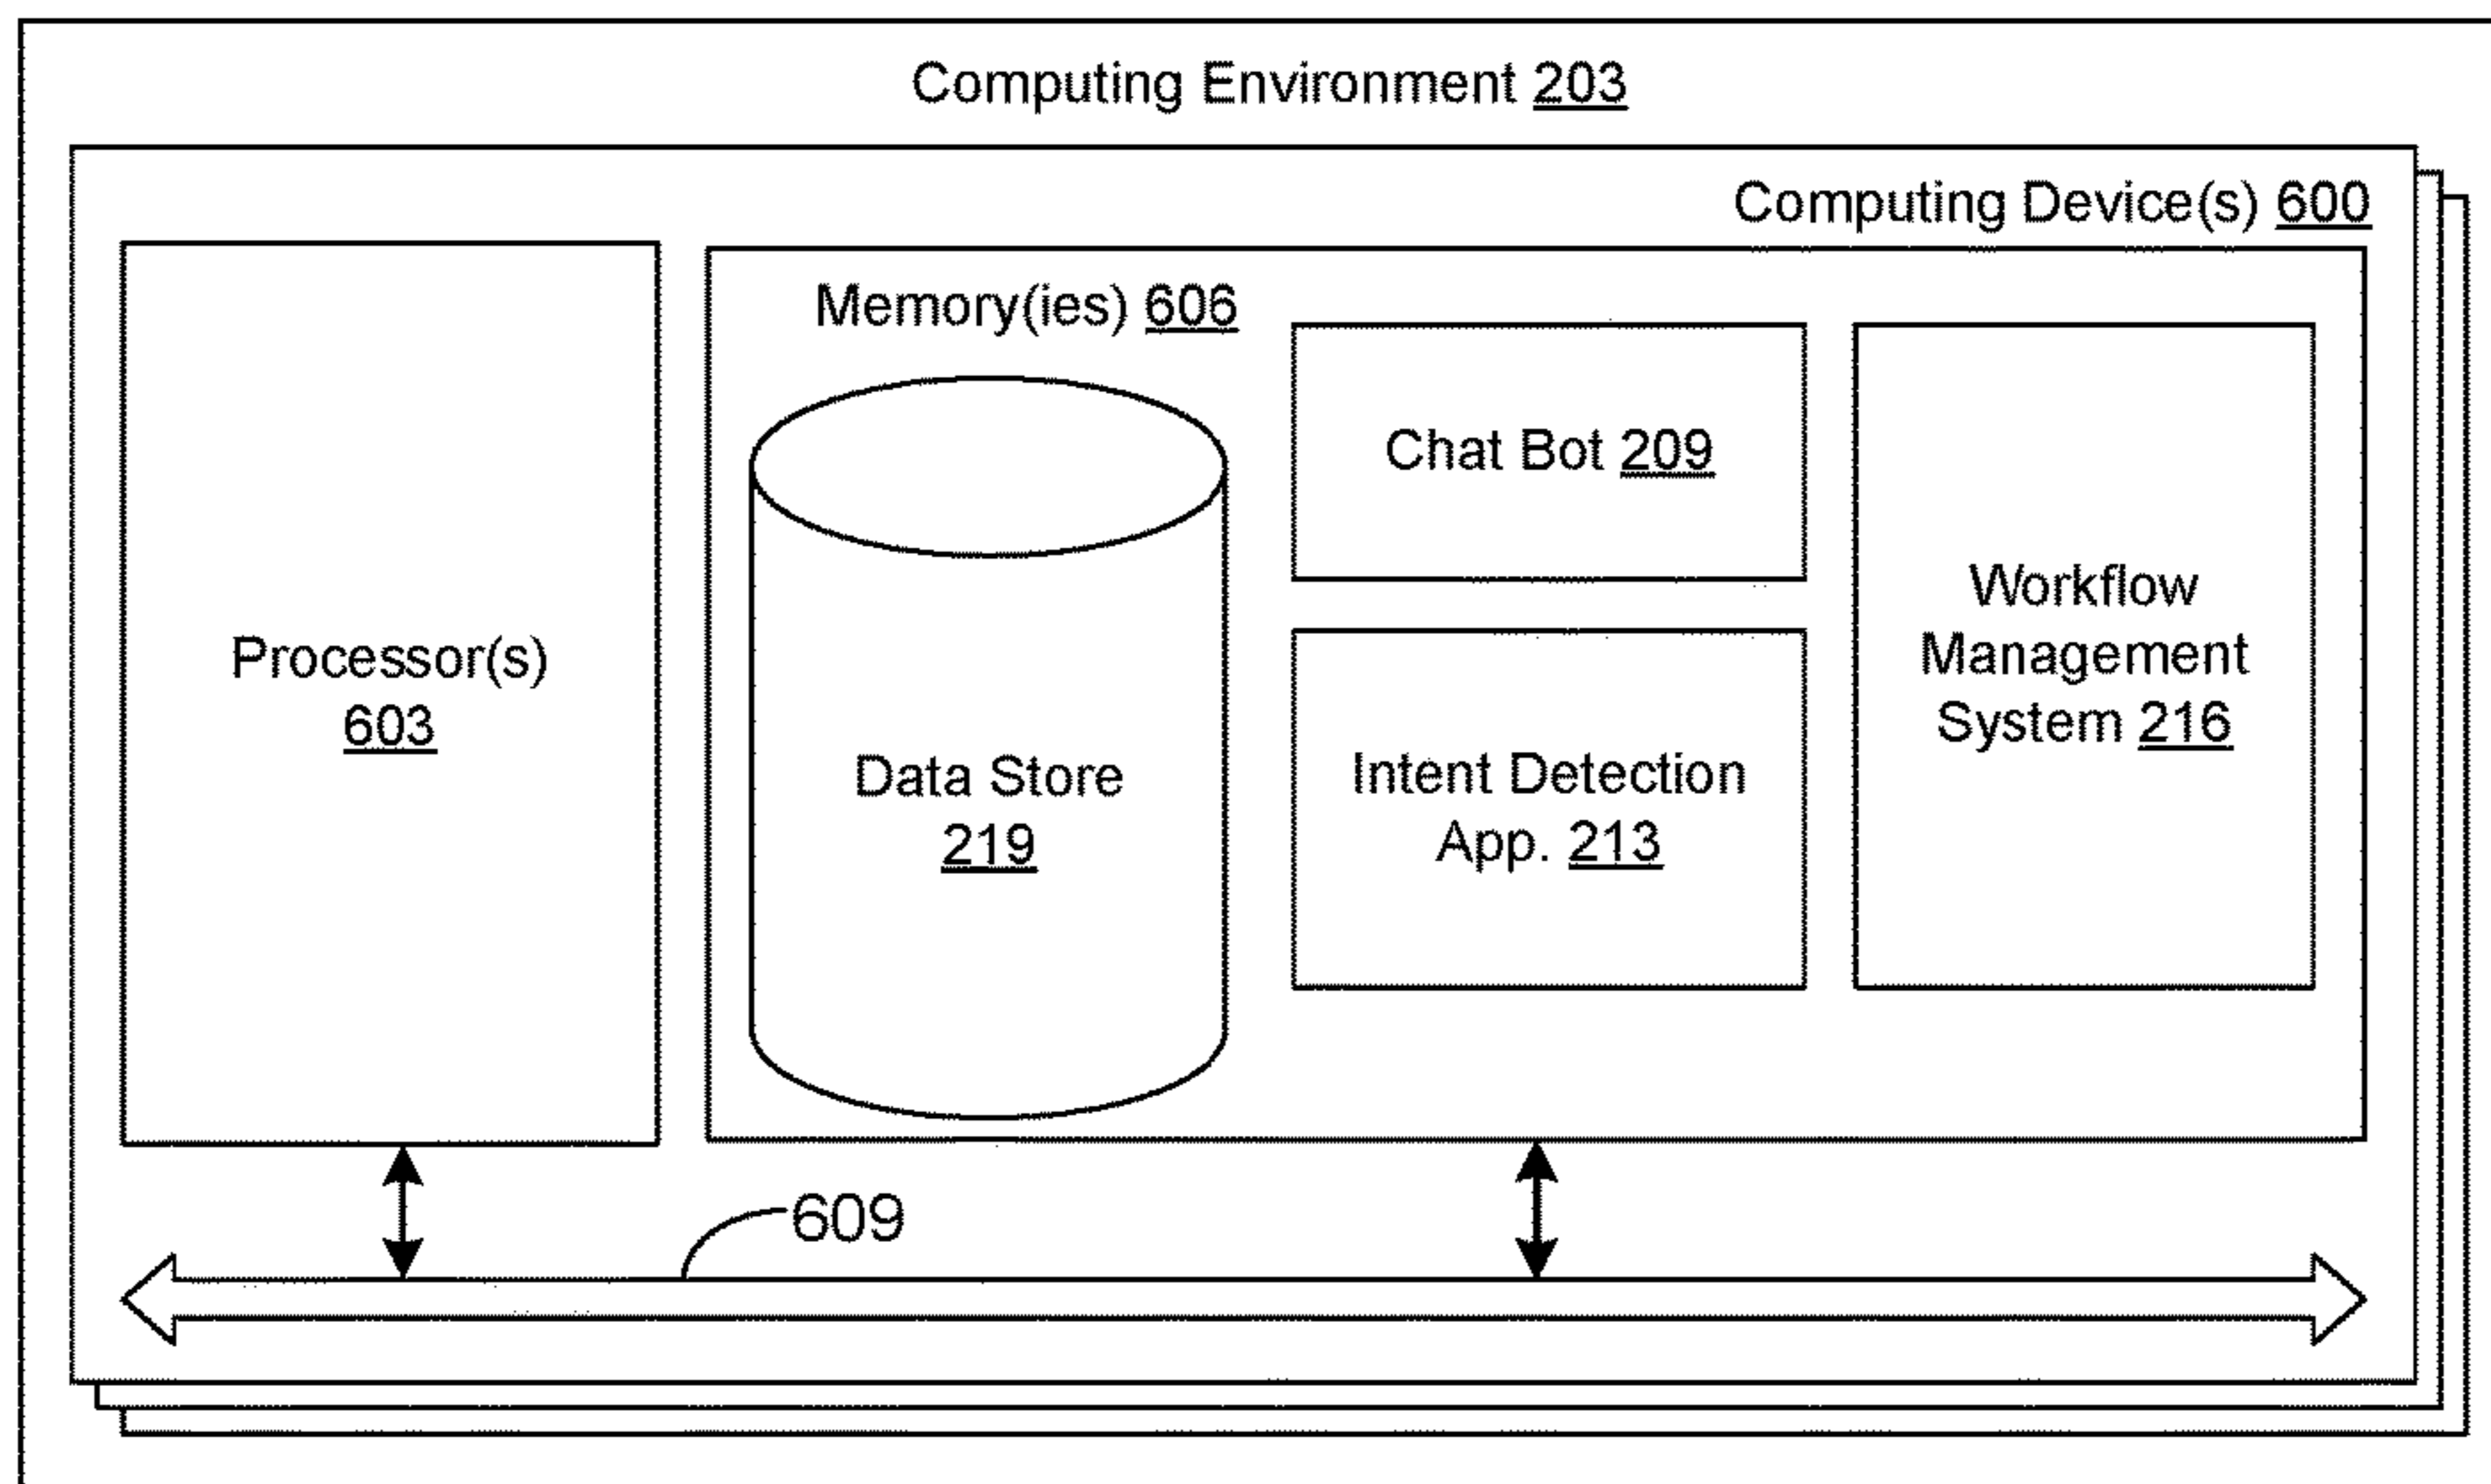 Computing Environment 203
Computing Device(s) 600
Processor(s)
603
Memory(ies) 606
Data Store
219
Chat Bot 209
Intent Detection
App. 213
Workflow
Management
System 216
609